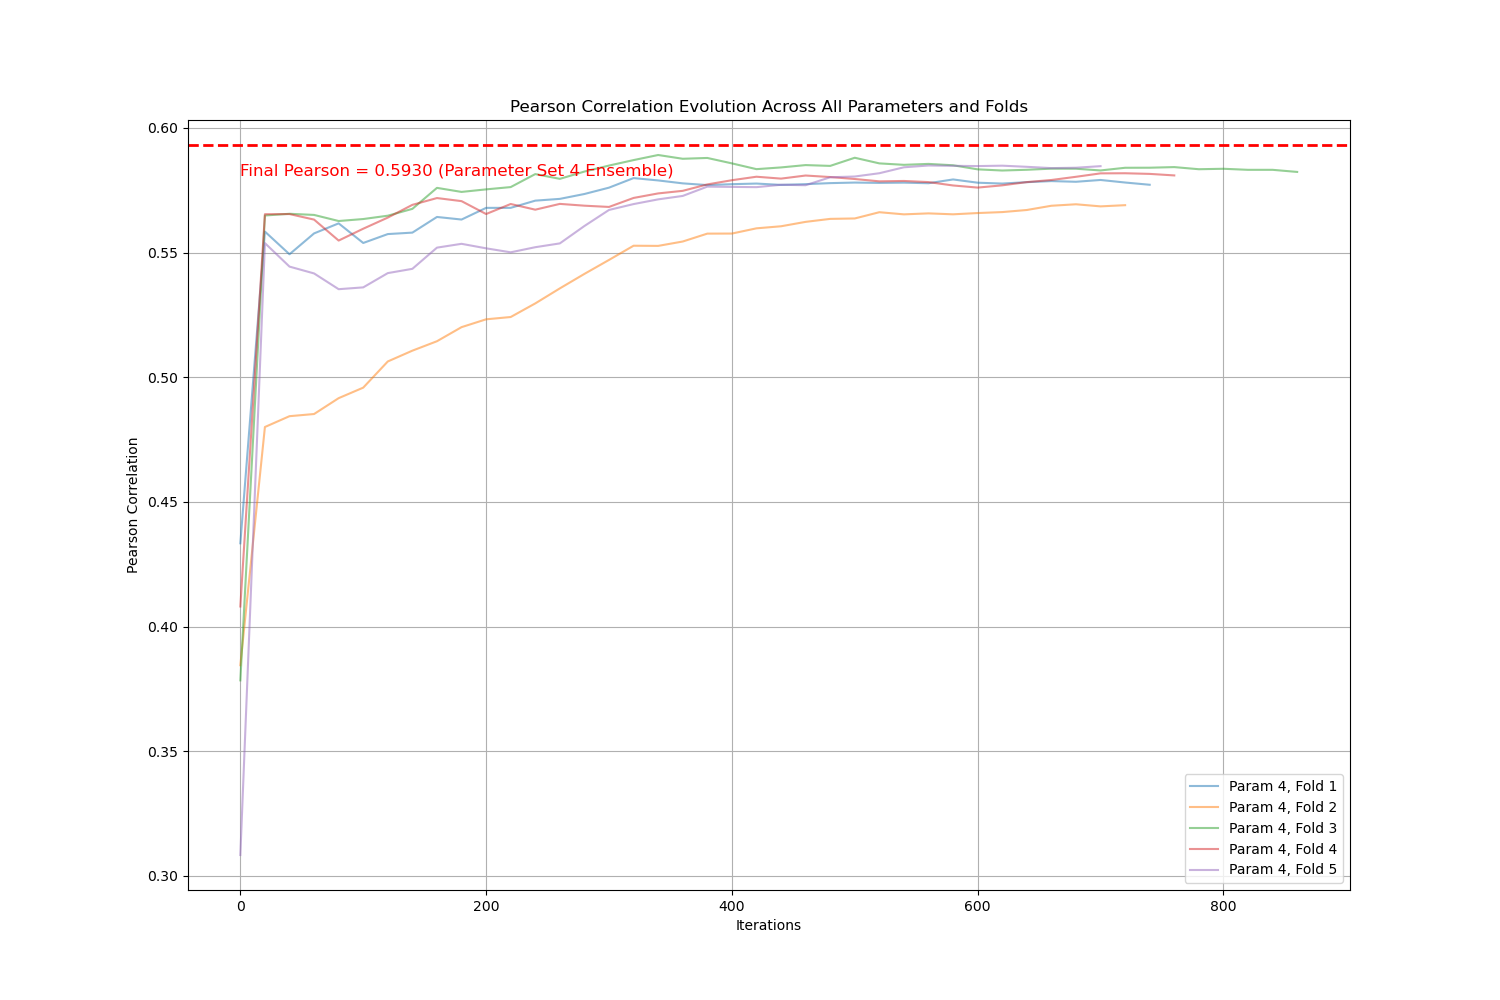 Pearson Correlation Evolution Across All Parameters and Folds
0.60
Final Pearson = 0.5930 (Parameter Set 4 Ensemble)
0.55
0.50
0.45
0.40
0.35
0.30
Pearson Correlation
Param 4, Fold 1
Param 4, Fold 2
Param 4, Fold 3
Param 4, Fold 4
Param 4, Fold 5
0 200 400 600 800
Iterations